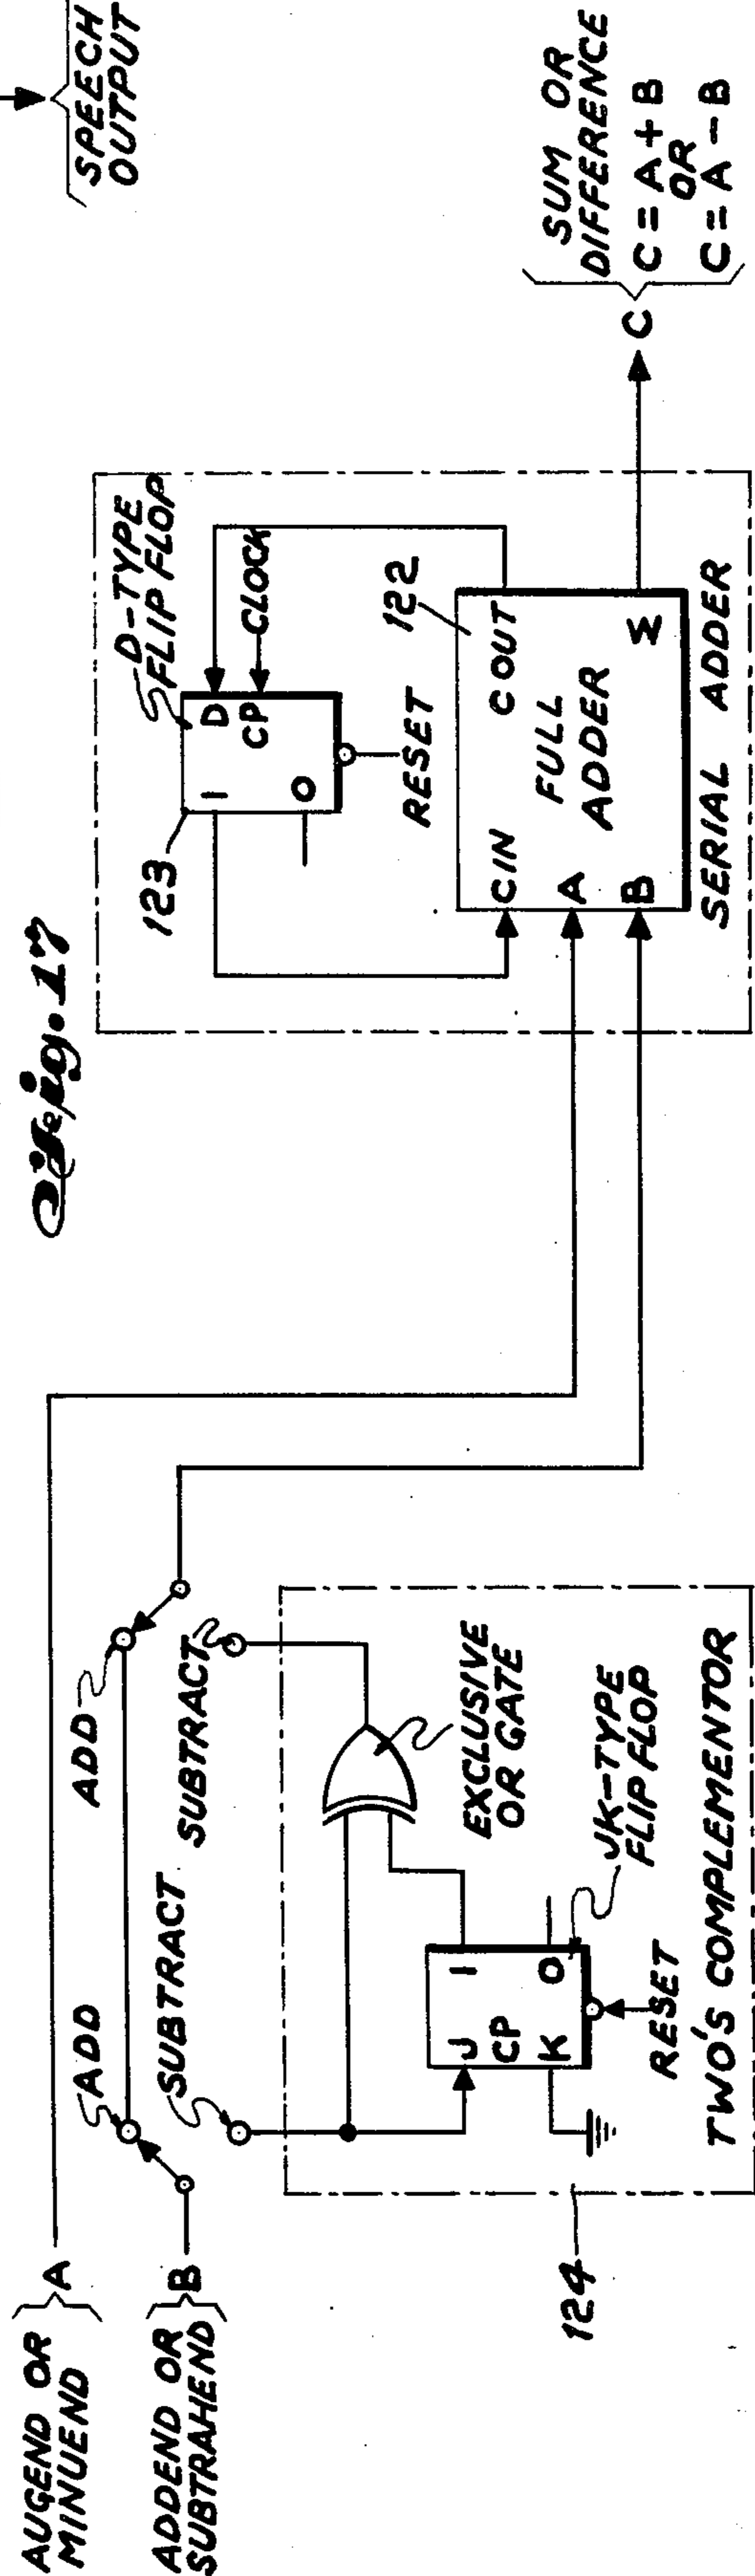 SPEECH
OUTPUT
Fig. 17
AUGEND OR
MINUEND
A
ADDEND OR
SUBTRAHEND
B
ADD
ADD
SUBTRACT
SUBTRACT
EXCLUSIVE
OR GATE
J
CP
K
1
0
JK-TYPE
FLIP FLOP
RESET
TWO'S COMPLEMENTOR
124
123
D-TYPE
FLIP FLOP
1
D
CP
0
CLOCK
RESET
122
C IN
C OUT
A
FULL
ADDER
B
Σ
SERIAL ADDER
C
SUM OR
DIFFERENCE
C = A + B
OR
C = A - B